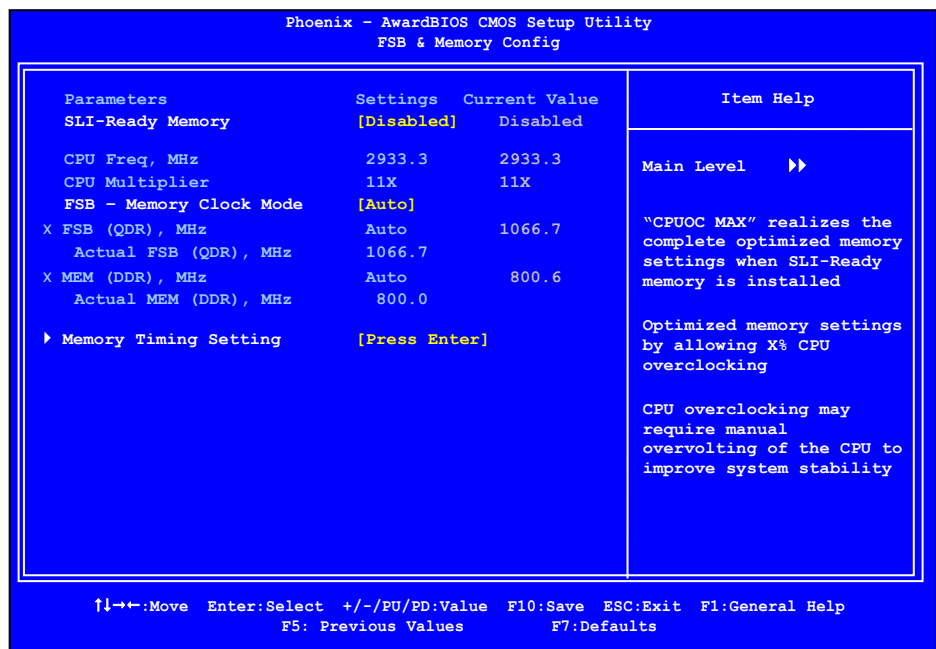 Phoenix – AwardBIOS CMOS Setup Utility
FSB & Memory Config
Parameters Settings Current Value
SLI-Ready Memory [Disabled] Disabled
CPU Freq, MHz 2933.3 2933.3
CPU Multiplier 11X 11X
FSB – Memory Clock Mode [Auto]
X FSB (QDR), MHz Auto 1066.7
Actual FSB (QDR), MHz 1066.7
X MEM (DDR), MHz Auto 800.6
Actual MEM (DDR), MHz 800.0
Memory Timing Setting [Press Enter]
Item Help
Main Level
“CPUOC MAX” realizes the
complete optimized memory
settings when SLI-Ready
memory is installed
Optimized memory settings
by allowing X% CPU
overclocking
CPU overclocking may
require manual
overvolting of the CPU to
improve system stability
↑↓→←:Move Enter:Select +/-/PU/PD:Value F10:Save ESC:Exit F1:General Help
F5: Previous Values F7:Defaults